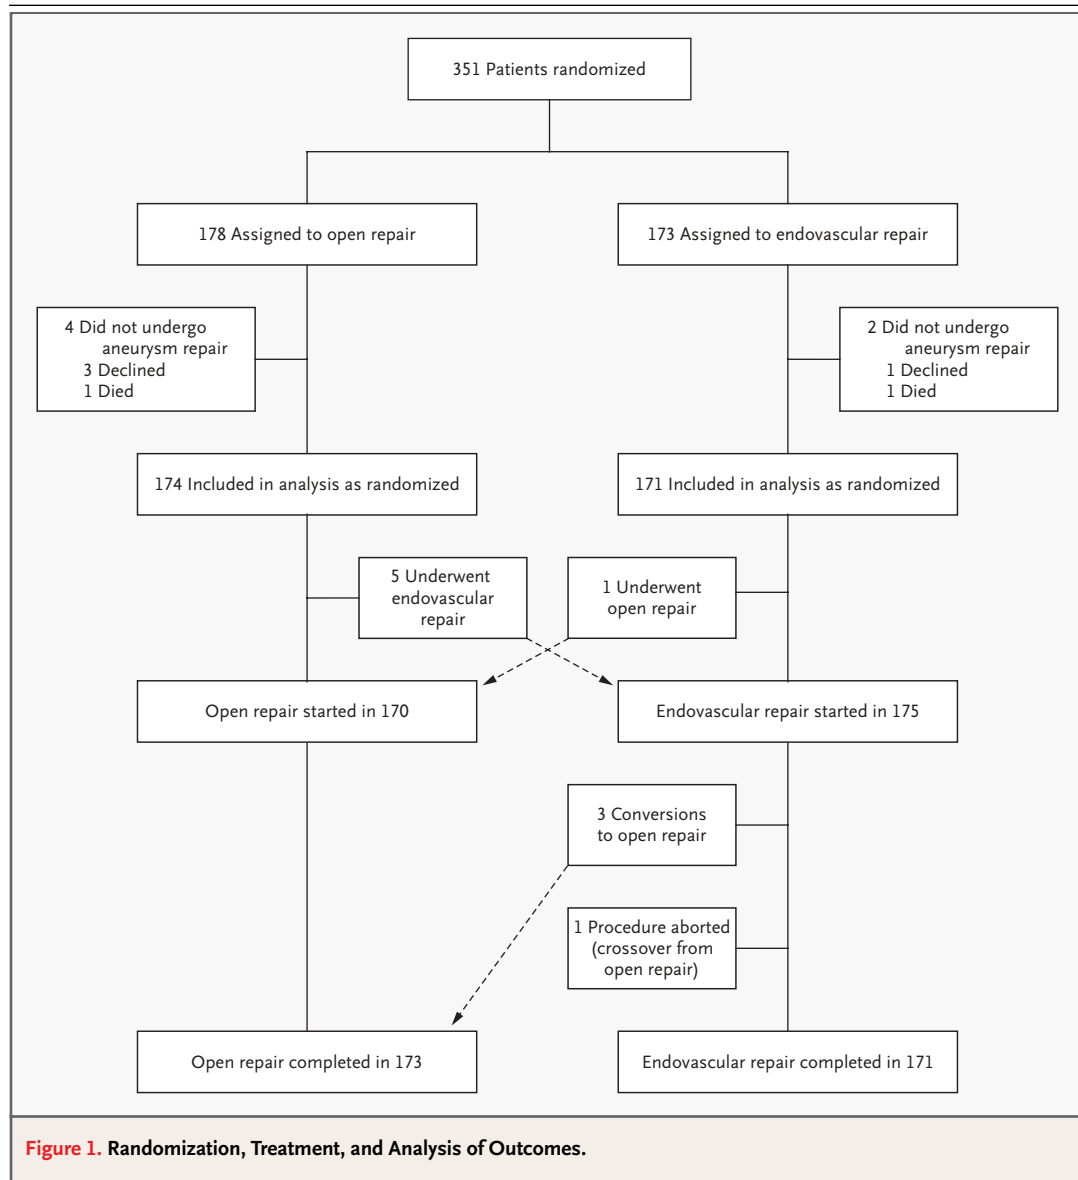 351 Patients randomized
178 Assigned to open repair
173 Assigned to endovascular repair
4 Did not undergo
aneurysm repair
3 Declined
1 Died
2 Did not undergo
aneurysm repair
1 Declined
1 Died
174 Included in analysis as randomized
171 Included in analysis as randomized
5 Underwent
endovascular
repair
1 Underwent
open repair
Open repair started in 170
Endovascular repair started in 175
3 Conversions
to open repair
1 Procedure aborted
(crossover from
open repair)
Open repair completed in 173
Endovascular repair completed in 171
Figure 1. Randomization, Treatment, and Analysis of Outcomes.